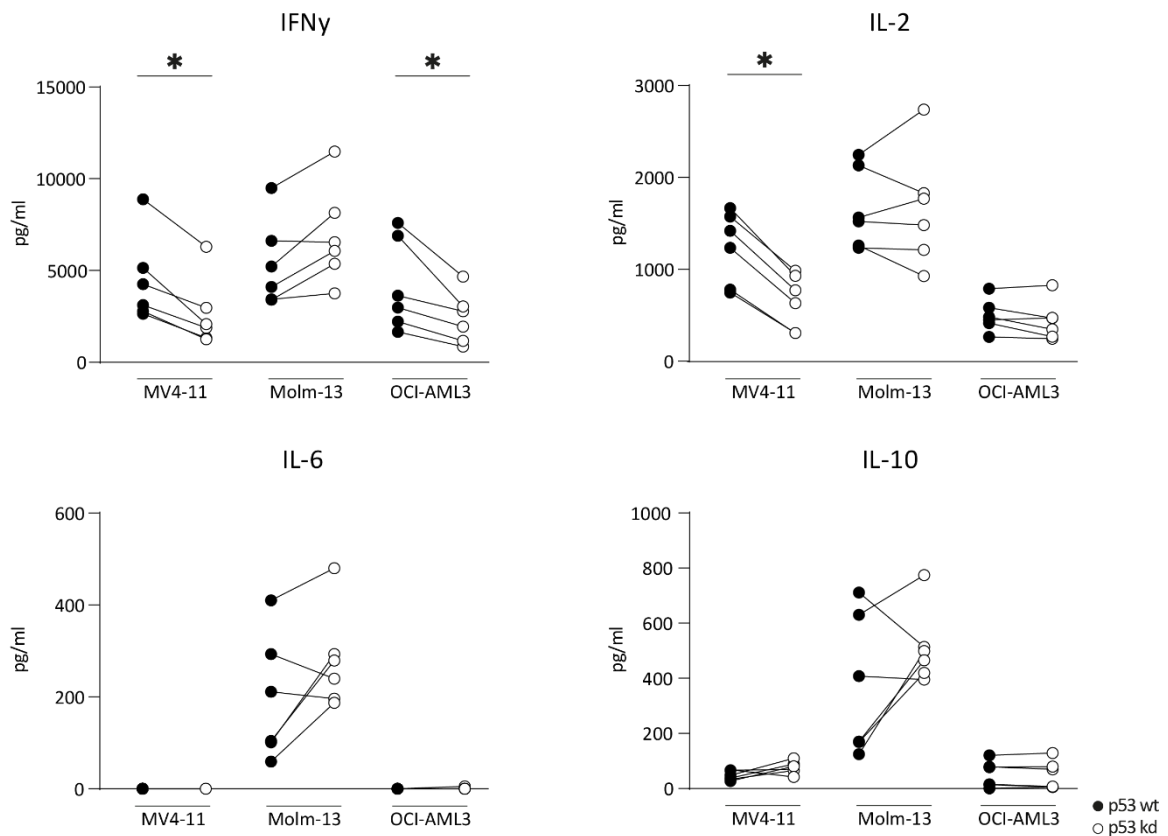 IFNy
*
*
15000
10000
5000
0
pg/ml
MV4-11
Molm-13
OCI-AML3
IL-2
*
3000
2000
1000
0
pg/ml
MV4-11
Molm-13
OCI-AML3
IL-6
600
400
200
0
pg/ml
MV4-11
Molm-13
OCI-AML3
IL-10
1000
800
600
400
200
0
pg/ml
MV4-11
Molm-13
OCI-AML3
p53 wt
p53 kd